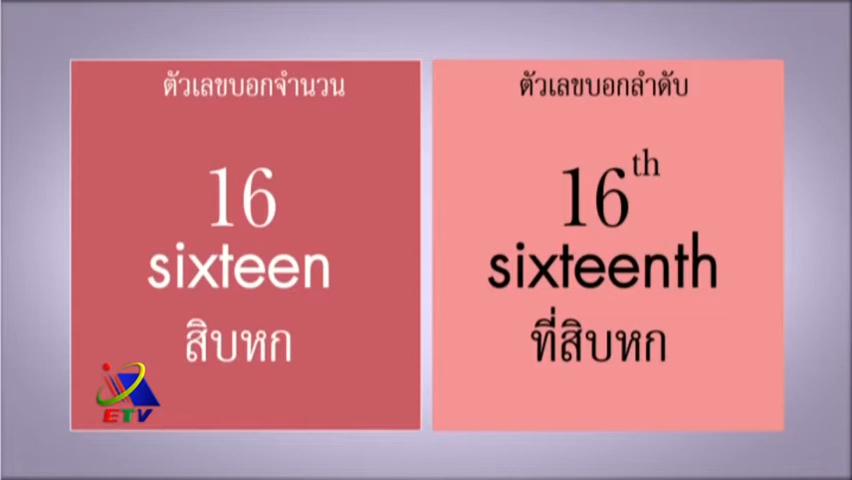 ตัวเลขบอกจำนวน
16
sixteen
สิบหก
ETV
ตัวเลขบอกลำดับ
16th
sixteenth
ที่สิบหก